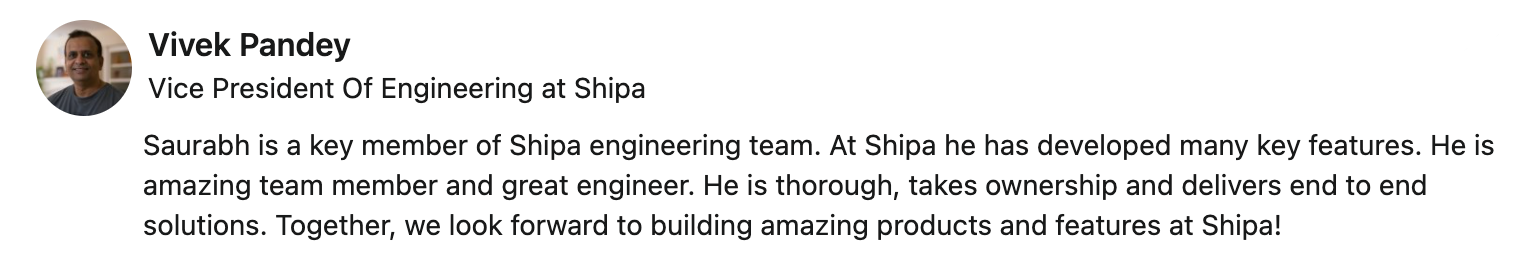 Vivek Pandey
Vice President Of Engineering at Shipa
Saurabh is a key member of Shipa engineering team. At Shipa he has developed many key features. He is
amazing team member and great engineer. He is thorough, takes ownership and delivers end to end
solutions. Together, we look forward to building amazing products and features at Shipa!